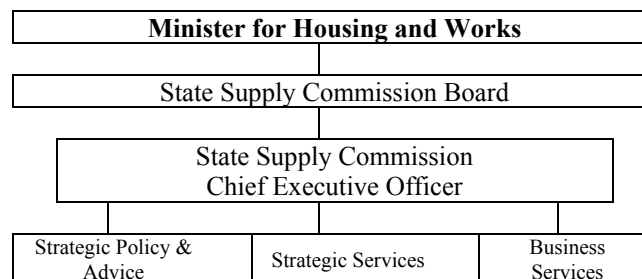 Minister for Housing and Works
State Supply Commission Board
State Supply Commission
Chief Executive Officer
Strategic Policy &
Advice
Strategic Services
Business
Services